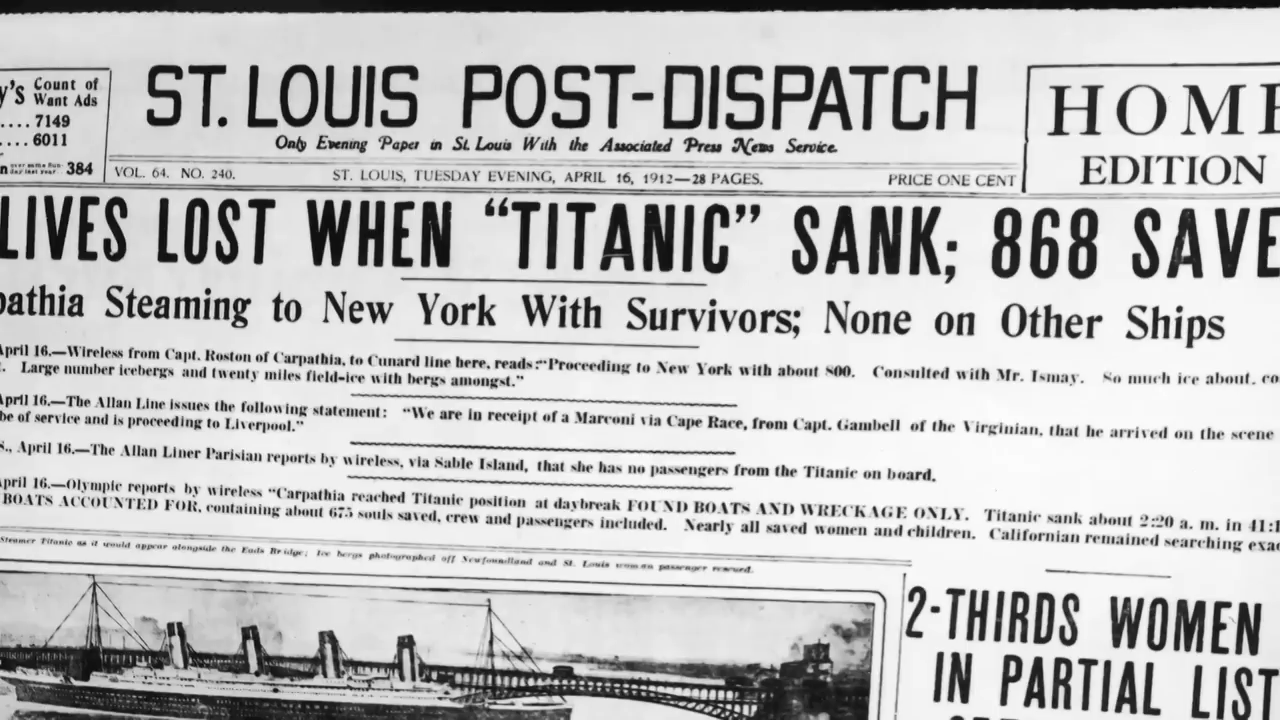 y's Count of
Want Ads
....7149
....6011
384
ST. LOUIS POST-DISPATCH
Only Evening Paper in St. Louis With the Associated Press News Service.
VOL. 64. NO. 240. ST. LOUIS, TUESDAY EVENING, APRIL 16, 1912—28 PAGES. PRICE ONE CENT
HOME
EDITION
LIVES LOST WHEN "TITANIC" SANK; 868 SAVE
pathia Steaming to New York With Survivors; None on Other Ships
April 16.—Wireless from Capt. Roston of Carpathia, to Cunard line here, reads:"Proceeding to New York with about 800. Consulted with Mr. Ismay. So much ice about, co
Large number icebergs and twenty miles field-ice with bergs amongst."
April 16.—The Allan Line issues the following statement: "We are in receipt of a Marconi via Cape Race, from Capt. Gambell of the Virginian, that he arrived on the scene
be of service and is proceeding to Liverpool."
S., April 16.—The Allan Liner Parisian reports by wireless, via Sable Island, that she has no passengers from the Titanic on board.
April 16.—Olympic reports by wireless "Carpathia reached Titanic position at daybreak FOUND BOATS AND WRECKAGE ONLY. Titanic sank about 2:20 a. m. in 41:1
BOATS ACCOUNTED FOR, containing about 675 souls saved, crew and passengers included. Nearly all saved women and children. Californian remained searching exa
Steamer Titanic as it would appear alongside the Eads Bridge; Ice bergs photographed off Newfoundland and St. Louis woman passenger rescued.
2-THIRDS WOMEN
IN PARTIAL LIST